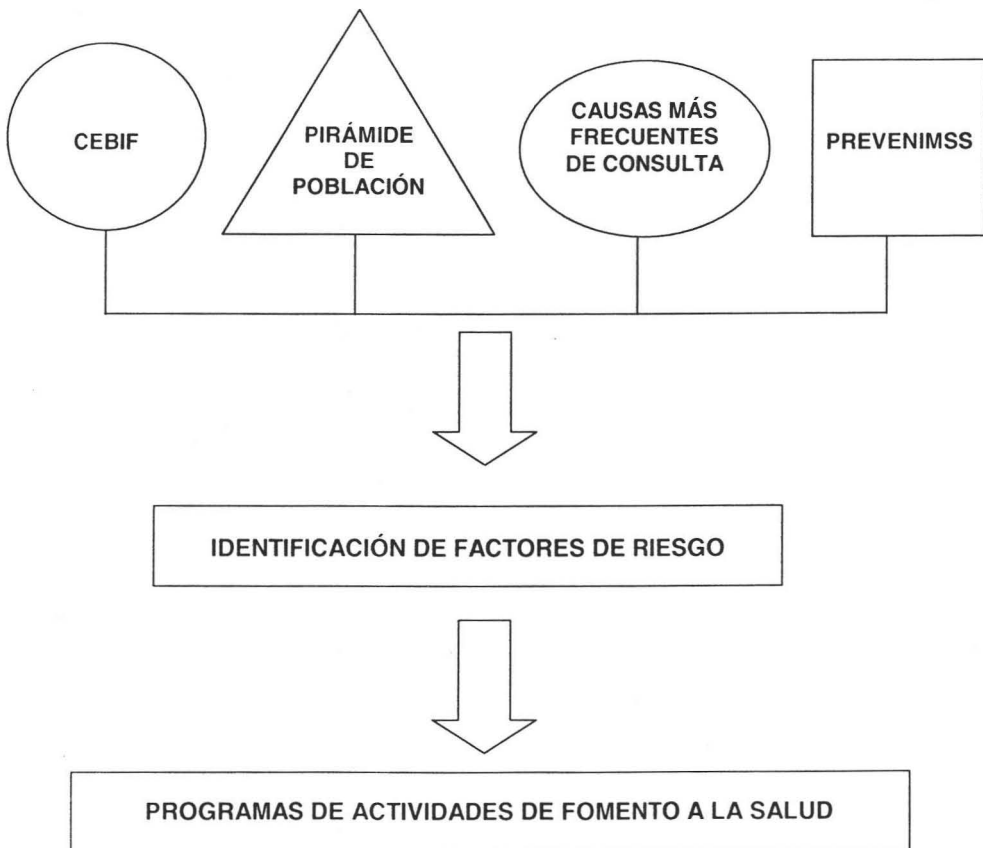 CEBIF
PIRÁMIDE
DE
POBLACIÓN
CAUSAS MÁS
FRECUENTES
DE CONSULTA
PREVENIMSS
IDENTIFICACIÓN DE FACTORES DE RIESGO
PROGRAMAS DE ACTIVIDADES DE FOMENTO A LA SALUD